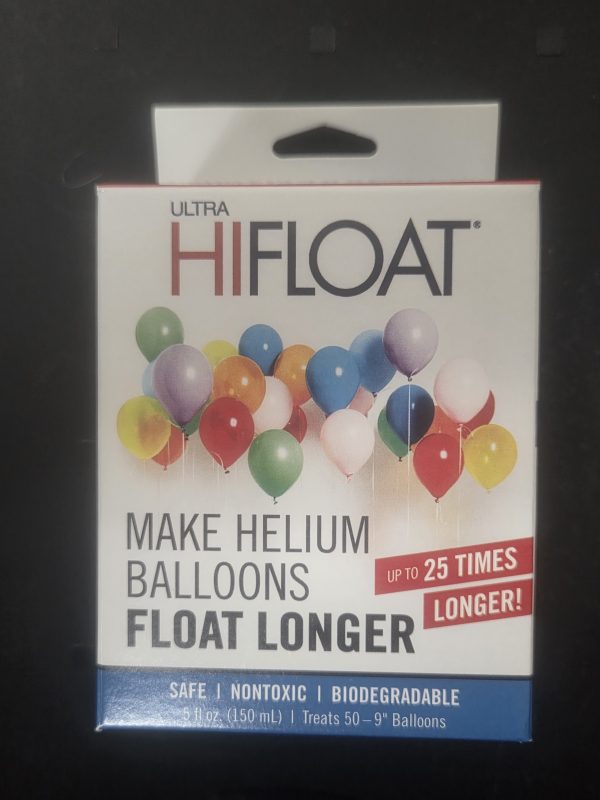 ULTRA
HIFLOAT®
MAKE HELIUM
BALLOONS
FLOAT LONGER
UP TO 25 TIMES
LONGER!
SAFE | NONTOXIC | BIODEGRADABLE
5 fl oz. (150 mL) | Treats 50–9" Balloons